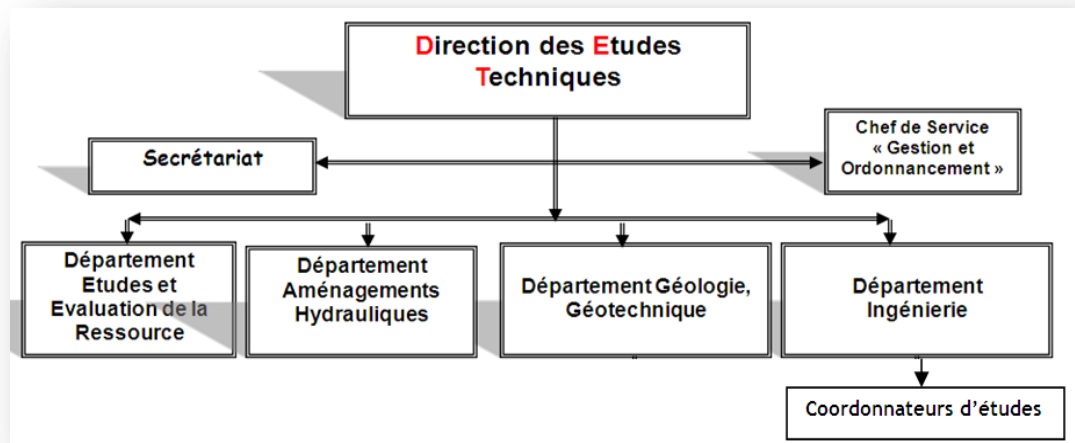 Direction des Etudes
Techniques
Secrétariat
Chef de Service
« Gestion et
Ordonnancement »
Département
Etudes et
Evaluation de la
Ressource
Département
Aménagements
Hydrauliques
Département Géologie,
Géotechnique
Département
Ingénierie
Coordonnateurs d’études